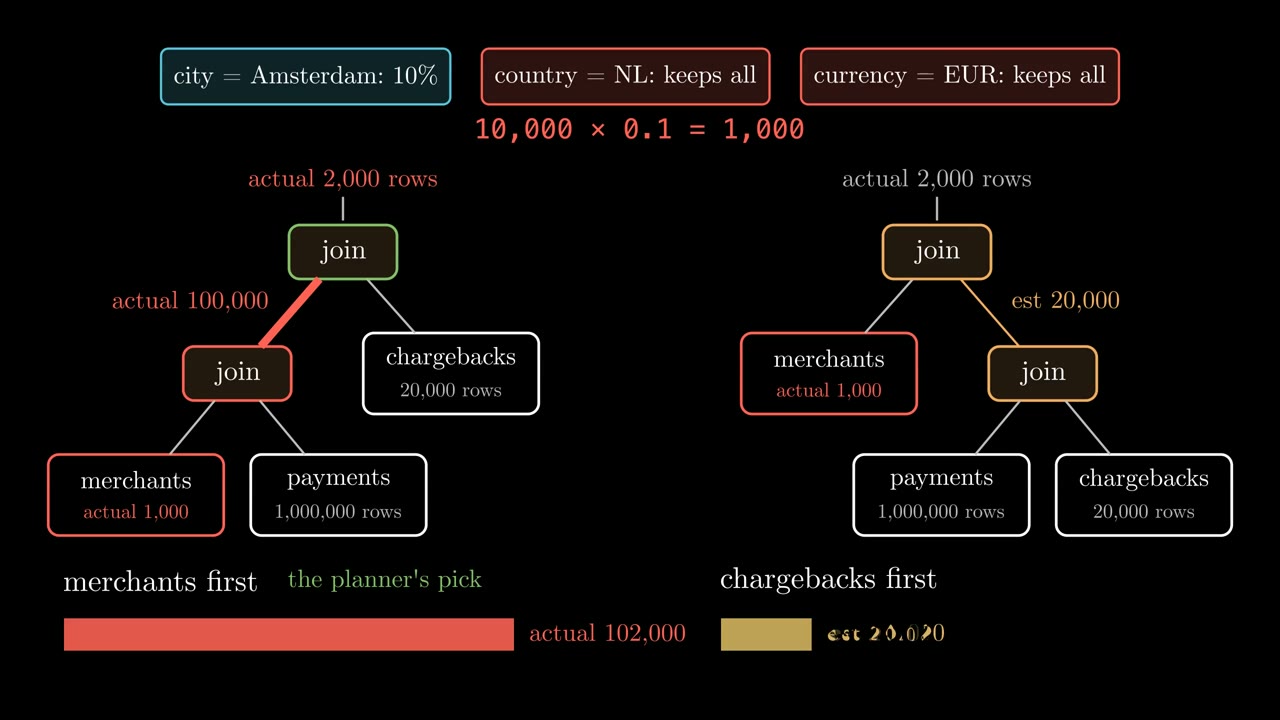 city = Amsterdam: 10%
country = NL: keeps all
currency = EUR: keeps all
10,000 × 0.1 = 1,000
actual 2,000 rows
join
actual 100,000
join
chargebacks
20,000 rows
merchants
actual 1,000
payments
1,000,000 rows
merchants first
the planner's pick
actual 102,000
actual 2,000 rows
join
est 20,000
merchants
actual 1,000
join
payments
1,000,000 rows
chargebacks
20,000 rows
chargebacks first
est